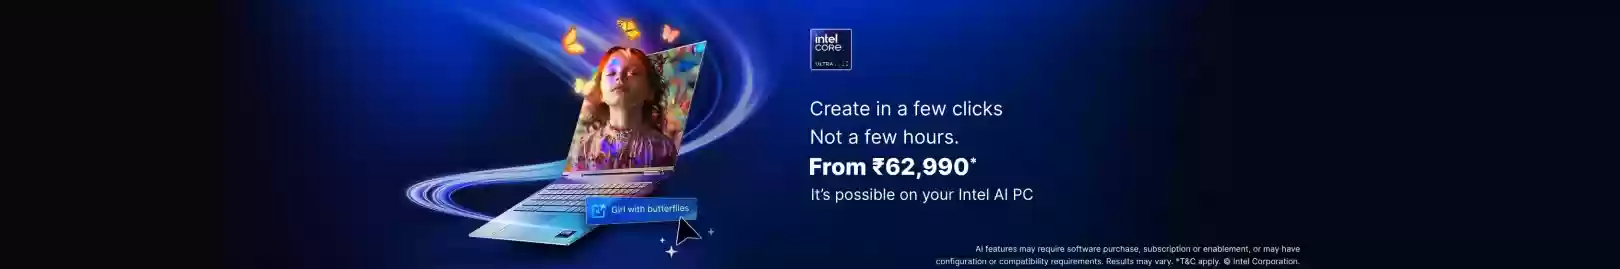 intel
CORE
ULTRA
Create in a few clicks
Not a few hours.
From ₹62,990*
It's possible on your Intel AI PC
Girl with butterflies
AI features may require software purchase, subscription or enablement, or may have
configuration or compatibility requirements. Results may vary. *T&C apply. © Intel Corporation.